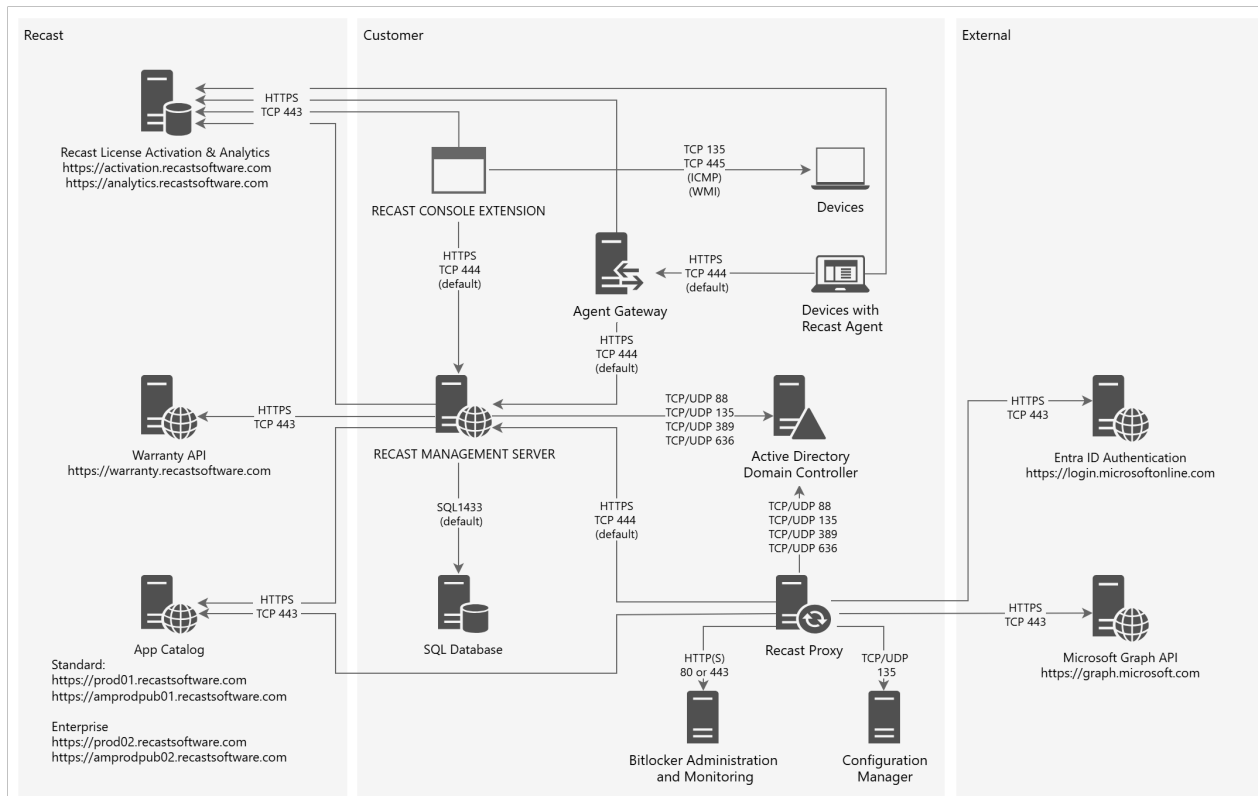 Recast
Customer
External
HTTPS
TCP 443
Recast License Activation & Analytics
https://activation.recastsoftware.com
https://analytics.recastsoftware.com
RECAST CONSOLE EXTENSION
TCP 135
TCP 445
(ICMP)
(WMI)
Devices
HTTPS
TCP 444
(default)
Agent Gateway
HTTPS
TCP 444
(default)
Devices with
Recast Agent
HTTPS
TCP 444
(default)
HTTPS
TCP 443
Warranty API
https://warranty.recastsoftware.com
RECAST MANAGEMENT SERVER
TCP/UDP 88
TCP/UDP 135
TCP/UDP 389
TCP/UDP 636
Active Directory
Domain Controller
HTTPS
TCP 443
Entra ID Authentication
https://login.microsoftonline.com
SQL1433
(default)
HTTPS
TCP 444
(default)
TCP/UDP 88
TCP/UDP 135
TCP/UDP 389
TCP/UDP 636
HTTPS
TCP 443
App Catalog
Standard:
https://prod01.recastsoftware.com
https://amprodpub01.recastsoftware.com
Enterprise
https://prod02.recastsoftware.com
https://amprodpub02.recastsoftware.com
SQL Database
Recast Proxy
HTTPS
TCP 443
Microsoft Graph API
https://graph.microsoft.com
HTTP(S)
80 or 443
TCP/UDP
135
Bitlocker Administration
and Monitoring
Configuration
Manager